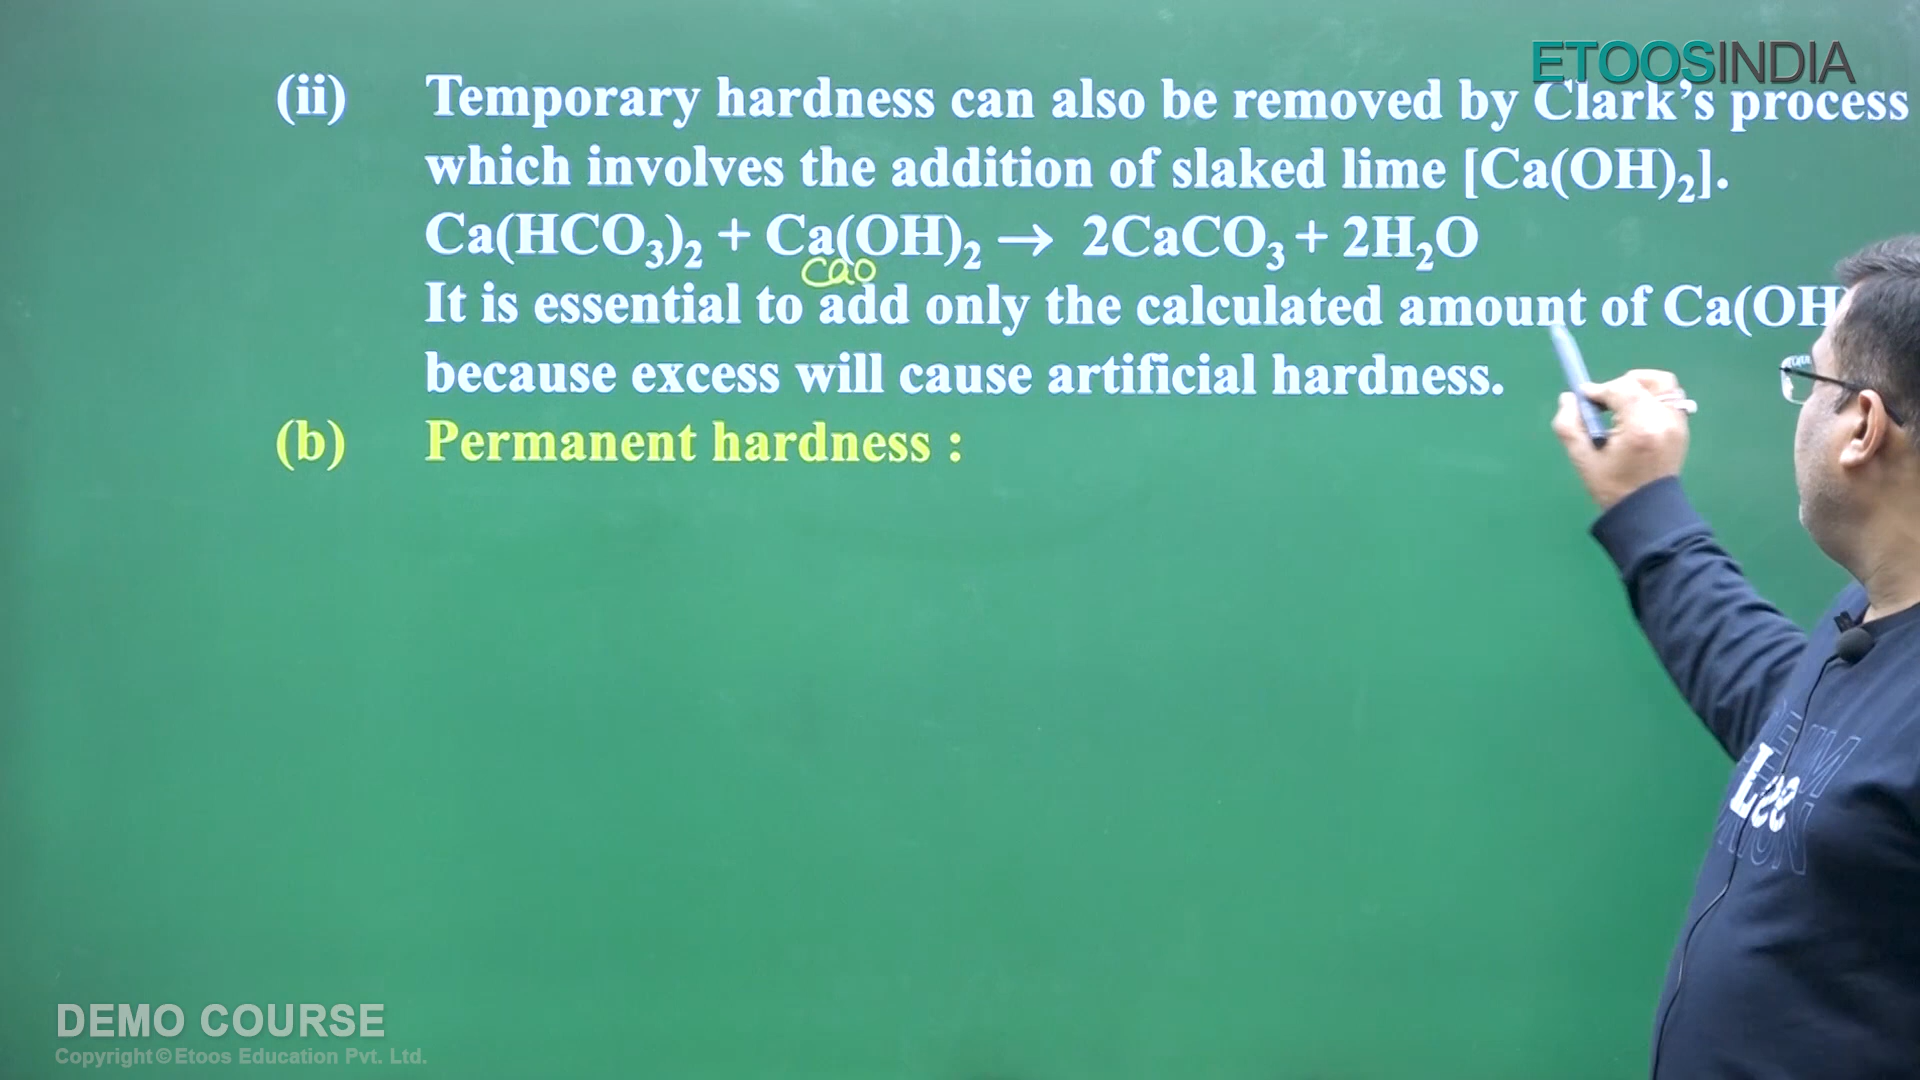 ETOOSINDIA
(ii) Temporary hardness can also be removed by Clark's process
which involves the addition of slaked lime [Ca(OH)₂].
Ca(HCO₃)₂ + Ca(OH)₂ → 2CaCO₃ + 2H₂O
CaO
It is essential to add only the calculated amount of Ca(OH
because excess will cause artificial hardness.
(b) Permanent hardness :
Lee
DEMO COURSE
Copyright©Etoos Education Pvt. Ltd.